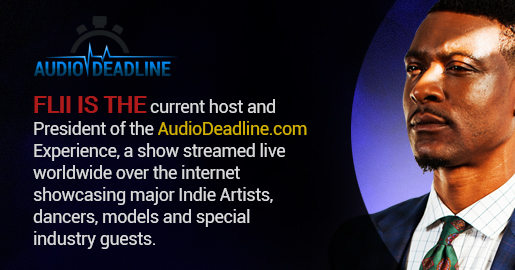 AUDIO DEADLINE
FLII IS THE current host and
President of the AudioDeadline.com
Experience, a show streamed live
worldwide over the internet
showcasing major Indie Artists,
dancers, models and special
industry guests.